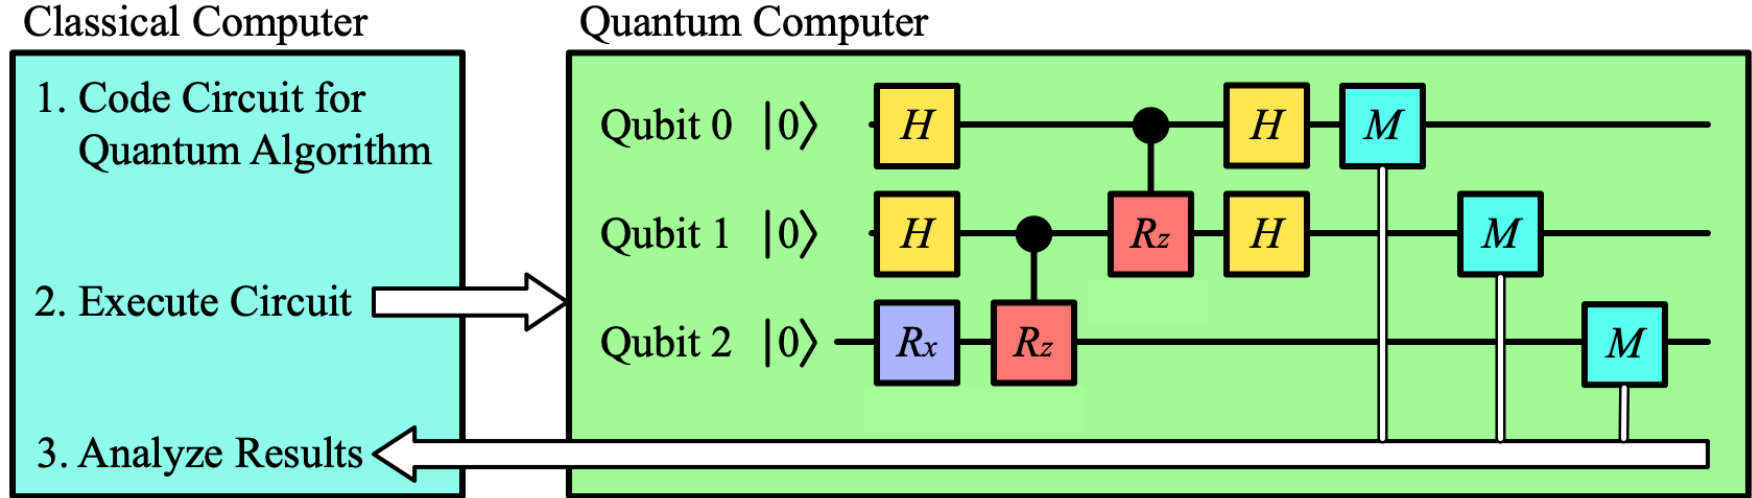 Classical Computer
Quantum Computer
1. Code Circuit for
Quantum Algorithm
2. Execute Circuit
3. Analyze Results
Qubit 0 |0⟩ H H M
Qubit 1 |0⟩ H Rz H M
Qubit 2 |0⟩ Rx Rz M